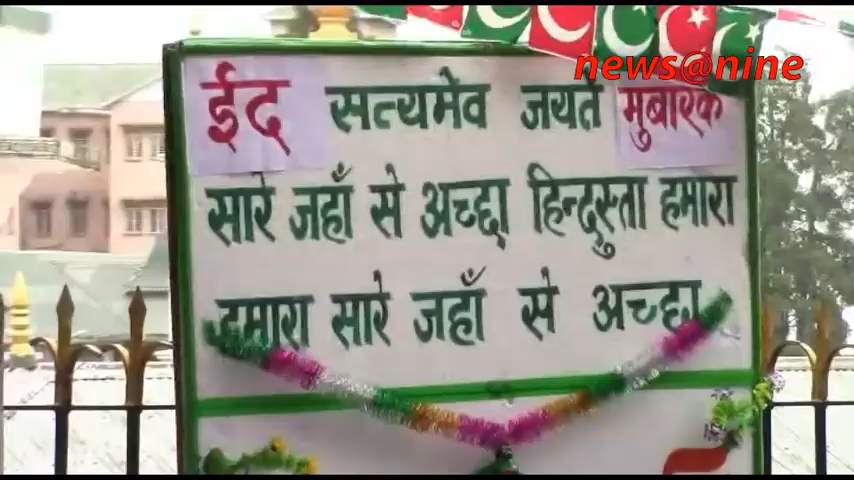 news@nine
ईद सत्यमेव जयते मुबारक
सारे जहाँ से अच्छा हिन्दुस्ता हमारा
हमारा सारे जहाँ से अच्छा